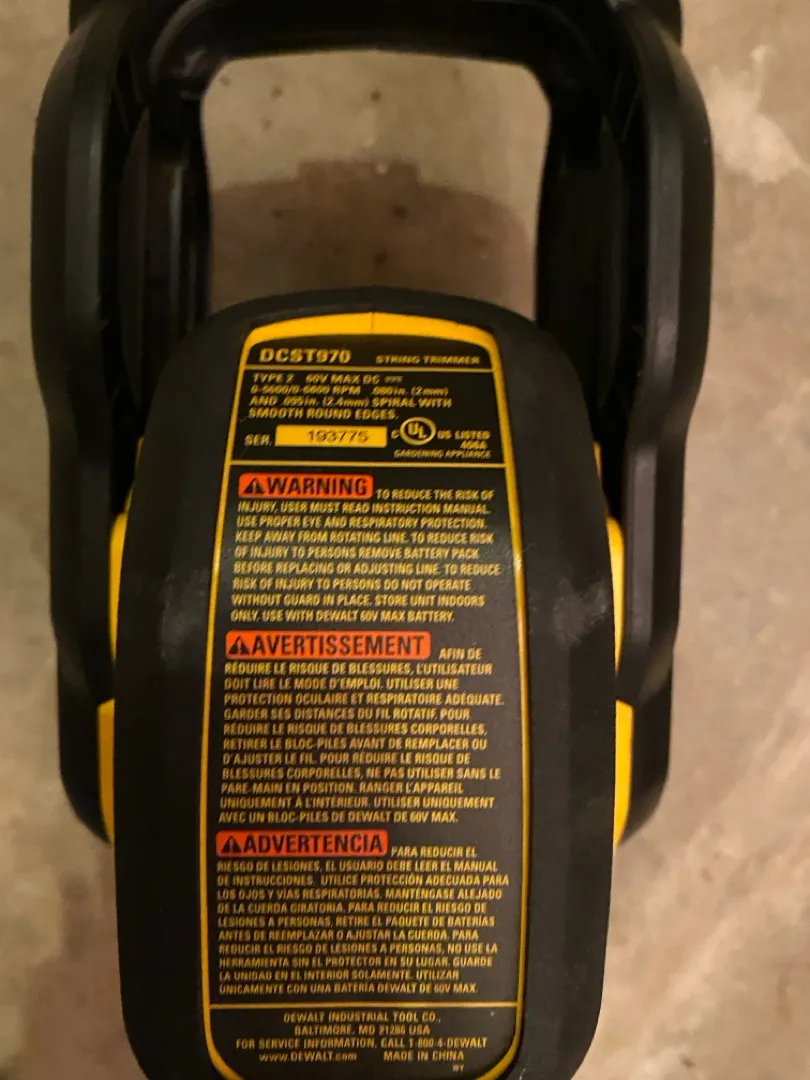 DCST970 STRING TRIMMER
TYPE 2 60V MAX DC
0-5600/0-6600 RPM .080in. (2mm)
AND .095in. (2.4mm) SPIRAL WITH
SMOOTH ROUND EDGES.
SER. 193775 C UL US LISTED
GARDENING APPLIANCE
WARNING TO REDUCE THE RISK OF
INJURY, USER MUST READ INSTRUCTION MANUAL.
USE PROPER EYE AND RESPIRATORY PROTECTION.
KEEP AWAY FROM ROTATING LINE. TO REDUCE RISK
OF INJURY TO PERSONS REMOVE BATTERY PACK
BEFORE REPLACING OR ADJUSTING LINE. TO REDUCE
RISK OF INJURY TO PERSONS DO NOT OPERATE
WITHOUT GUARD IN PLACE. STORE UNIT INDOORS
ONLY. USE WITH DEWALT 60V MAX BATTERY.
AVERTISSEMENT AFIN DE
RÉDUIRE LE RISQUE DE BLESSURES, L'UTILISATEUR
DOIT LIRE LE MODE D'EMPLOI. UTILISER UNE
PROTECTION OCULAIRE ET RESPIRATOIRE ADÉQUATE.
GARDER SES DISTANCES DU FIL ROTATIF. POUR
RÉDUIRE LE RISQUE DE BLESSURES CORPORELLES,
RETIRER LE BLOC-PILES AVANT DE REMPLACER OU
D'AJUSTER LE FIL. POUR RÉDUIRE LE RISQUE DE
BLESSURES CORPORELLES, NE PAS UTILISER SANS LE
PARE-MAIN EN POSITION. RANGER L'APPAREIL
UNIQUEMENT À L'INTÉRIEUR. UTILISER UNIQUEMENT
AVEC UN BLOC-PILES DE DEWALT DE 60V MAX.
ADVERTENCIA PARA REDUCIR EL
RIESGO DE LESIONES, EL USUARIO DEBE LEER EL MANUAL
DE INSTRUCCIONES. UTILICE PROTECCIÓN ADECUADA PARA
LOS OJOS Y VÍAS RESPIRATORIAS. MANTÉNGASE ALEJADO
DE LA CUERDA GIRATORIA. PARA REDUCIR EL RIESGO DE
LESIONES A PERSONAS, RETIRE EL PAQUETE DE BATERÍAS
ANTES DE REEMPLAZAR O AJUSTAR LA CUERDA. PARA
REDUCIR EL RIESGO DE LESIONES A PERSONAS, NO USE LA
HERRAMIENTA SIN EL PROTECTOR EN SU LUGAR. GUARDE
LA UNIDAD EN EL INTERIOR SOLAMENTE. UTILIZAR
ÚNICAMENTE CON UNA BATERÍA DEWALT DE 60V MAX.
DEWALT INDUSTRIAL TOOL CO.,
BALTIMORE, MD 21286 USA
FOR SERVICE INFORMATION, CALL 1-800-4-DEWALT
www.DEWALT.com MADE IN CHINA